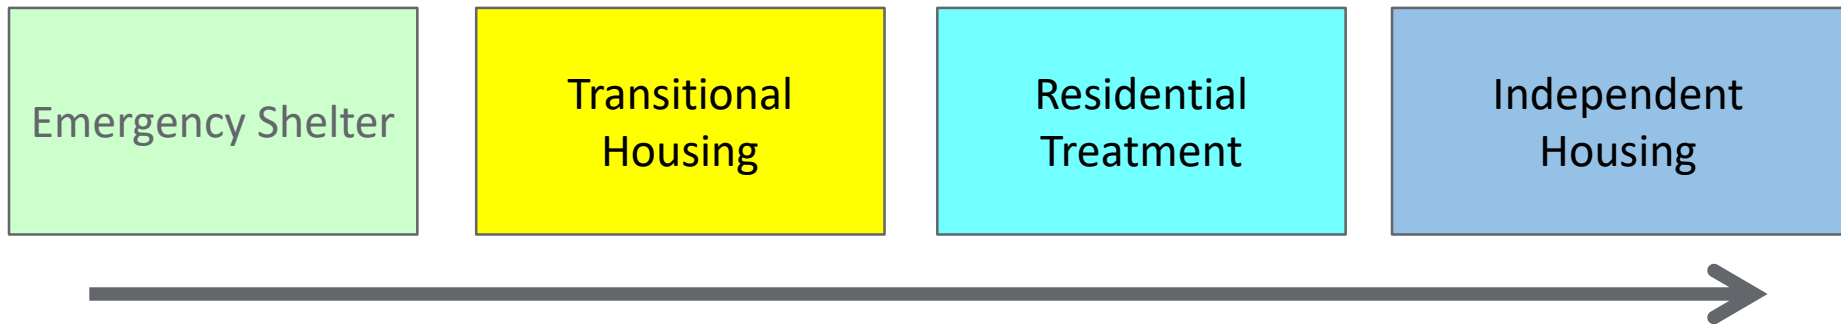 Emergency Shelter
Transitional
Housing
Residential
Treatment
Independent
Housing